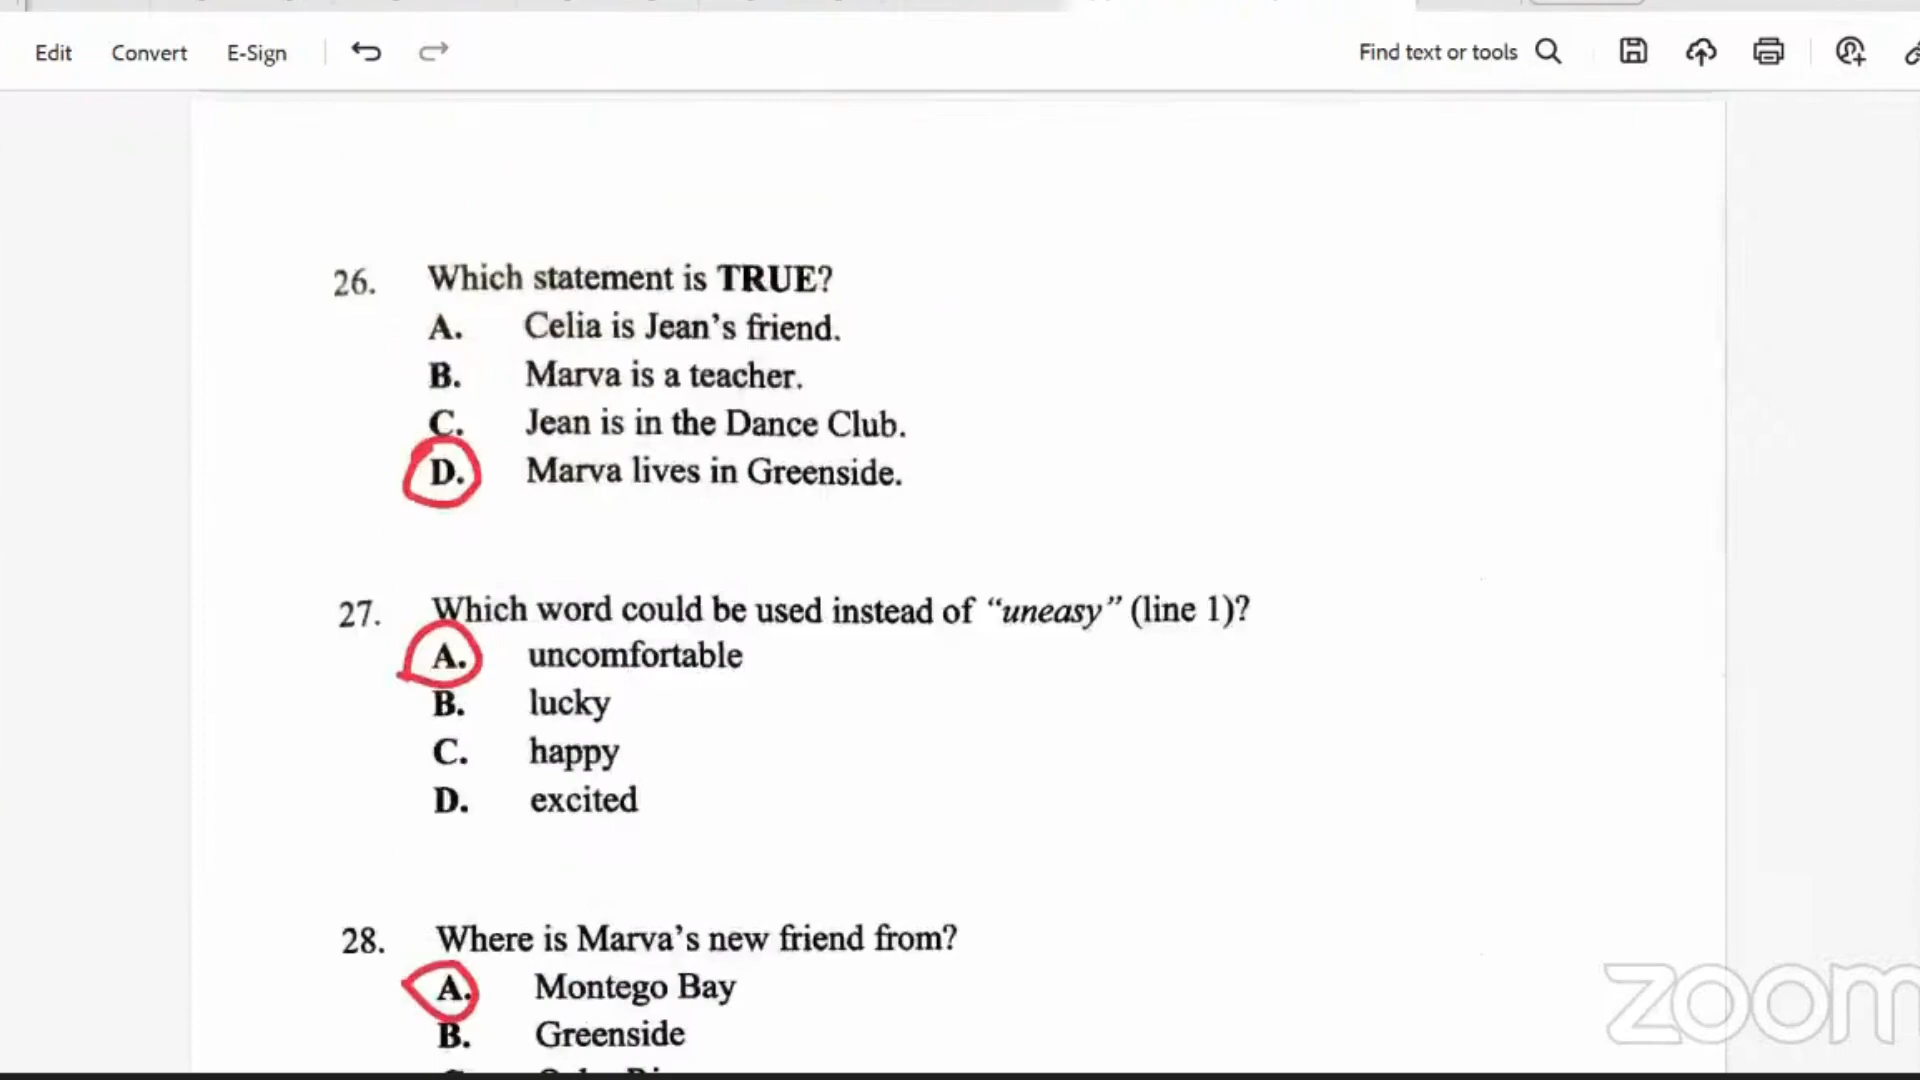 Edit Convert E-Sign Find text or tools
26. Which statement is TRUE?
A. Celia is Jean's friend.
B. Marva is a teacher.
C. Jean is in the Dance Club.
D. Marva lives in Greenside.
27. Which word could be used instead of "uneasy" (line 1)?
A. uncomfortable
B. lucky
C. happy
D. excited
28. Where is Marva's new friend from?
A. Montego Bay
B. Greenside
zoom